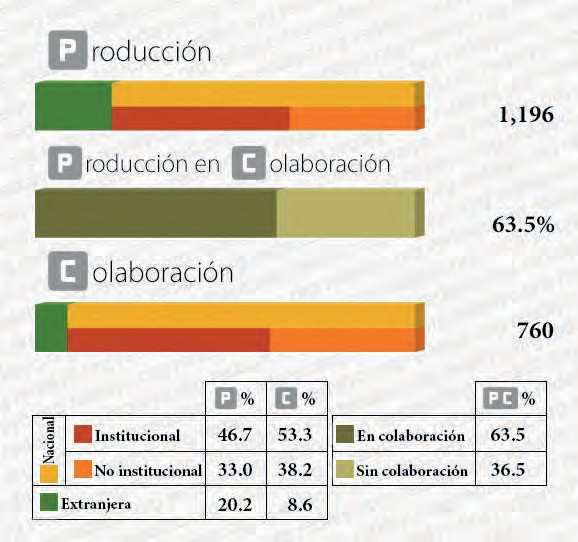 Producción
1,196
Producción en Colaboración
63.5%
Colaboración
760
P % C %
Nacional
Institucional 46.7 53.3
No institucional 33.0 38.2
Extranjera 20.2 8.6
P C %
En colaboración 63.5
Sin colaboración 36.5